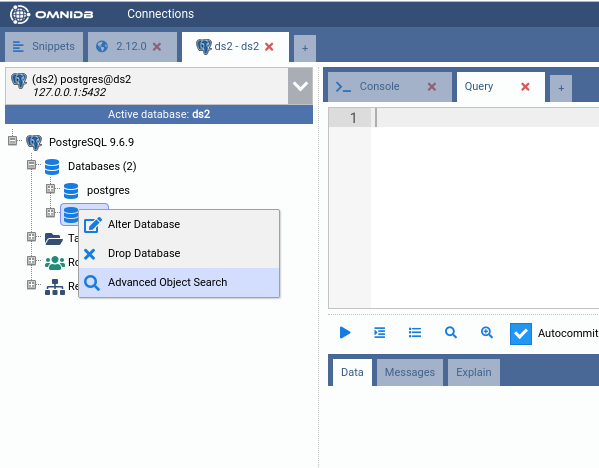 OMNIDB Connections
Snippets 2.12.0 ds2 - ds2 +
(ds2) postgres@ds2
127.0.0.1:5432
Active database: ds2
PostgreSQL 9.6.9
Databases (2)
postgres
Alter Database
Drop Database
Advanced Object Search
Ta
Ro
Re
Console Query +
1
Autocommit
Data Messages Explain